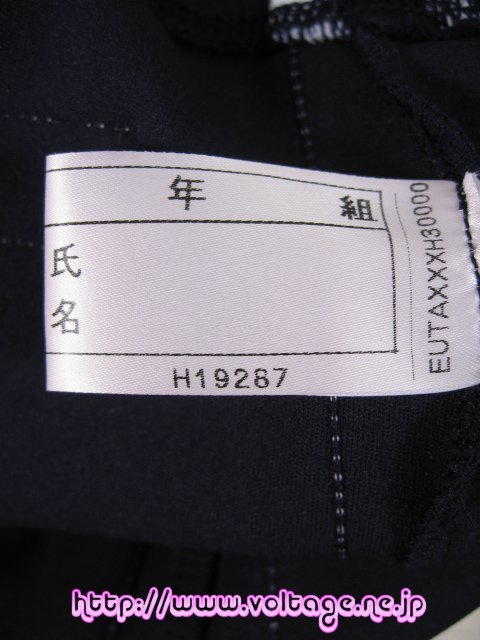 年 組
氏
名
H19287
EUTAXXXH30000
http://www.voltage.ne.jp